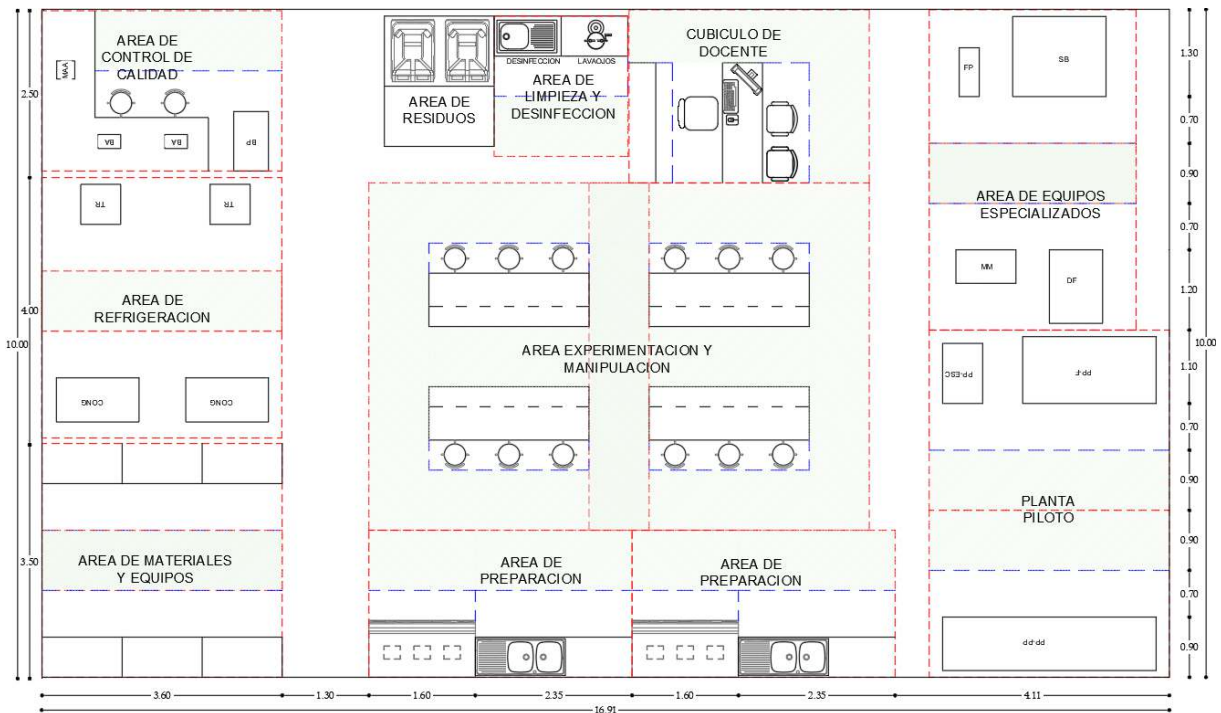 AREA DE
CONTROL DE
CALIDAD
MAA
BA
BA
BP
2.50
DESINFECCION
LAVAOJOS
AREA DE
RESIDUOS
AREA DE
LIMPIEZA Y
DESINFECCION
CUBICULO DE
DOCENTE
FP
SB
1.30
0.70
0.90
AREA DE EQUIPOS
ESPECIALIZADOS
0.70
TR
TR
MM
DF
1.20
AREA DE
REFRIGERACION
4.00
10.00
AREA EXPERIMENTACION Y
MANIPULACION
10.00
CONG
CONG
PP-ESC
PP-F
1.10
0.70
0.90
PLANTA
PILOTO
0.90
AREA DE MATERIALES
Y EQUIPOS
3.50
AREA DE
PREPARACION
AREA DE
PREPARACION
0.70
PP-PP
0.90
3.60
1.30
1.60
2.35
1.60
2.35
4.11
16.91